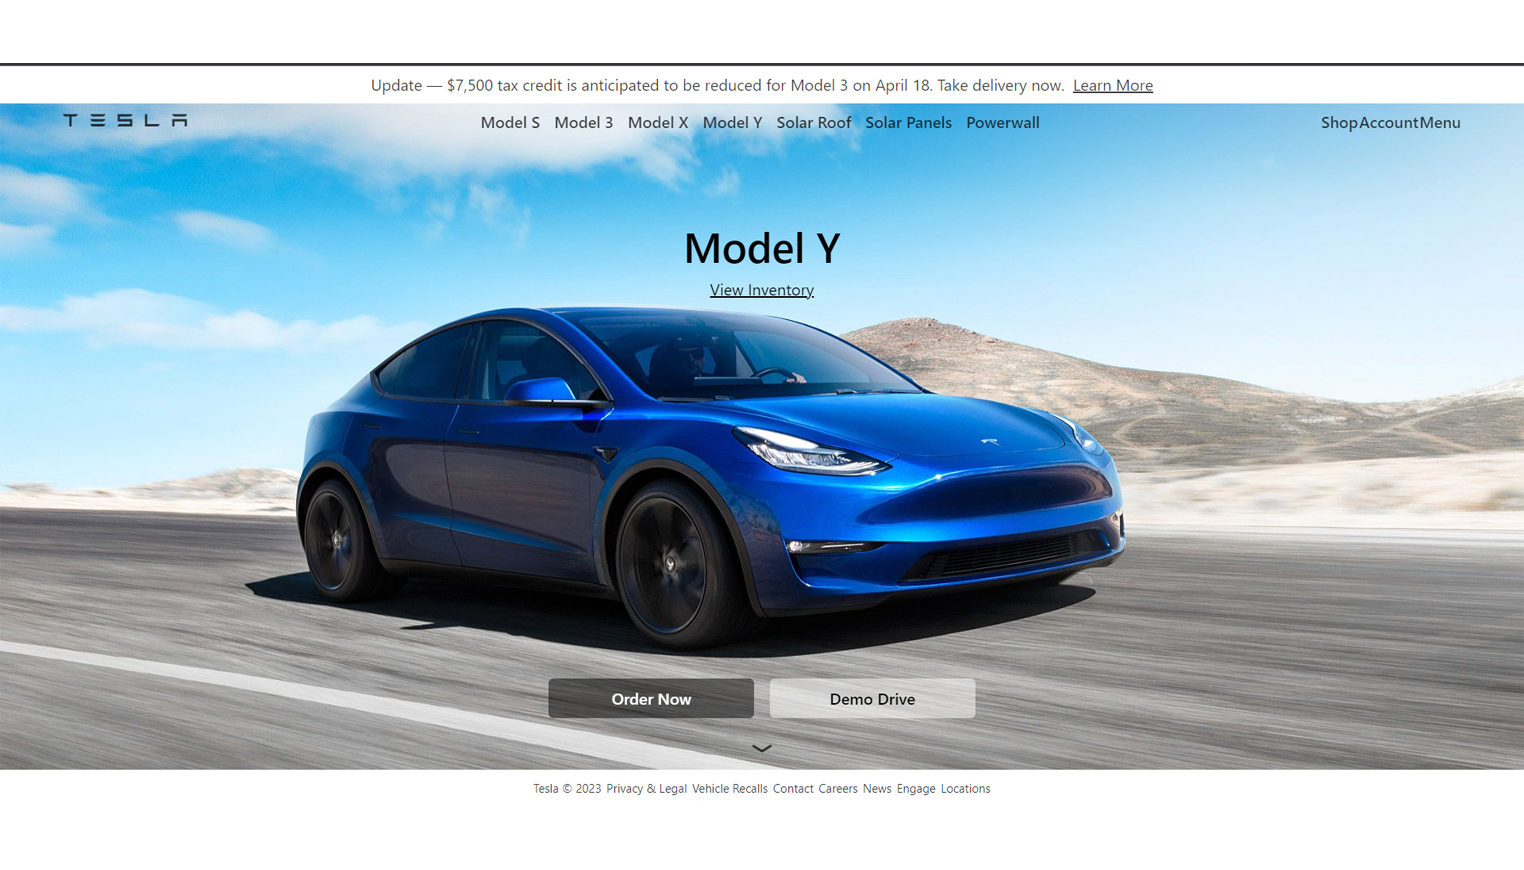 Update — $7,500 tax credit is anticipated to be reduced for Model 3 on April 18. Take delivery now. Learn More
TESLA Model S Model 3 Model X Model Y Solar Roof Solar Panels Powerwall ShopAccountMenu
Model Y
View Inventory
Order Now Demo Drive
Tesla © 2023 Privacy & Legal Vehicle Recalls Contact Careers News Engage Locations